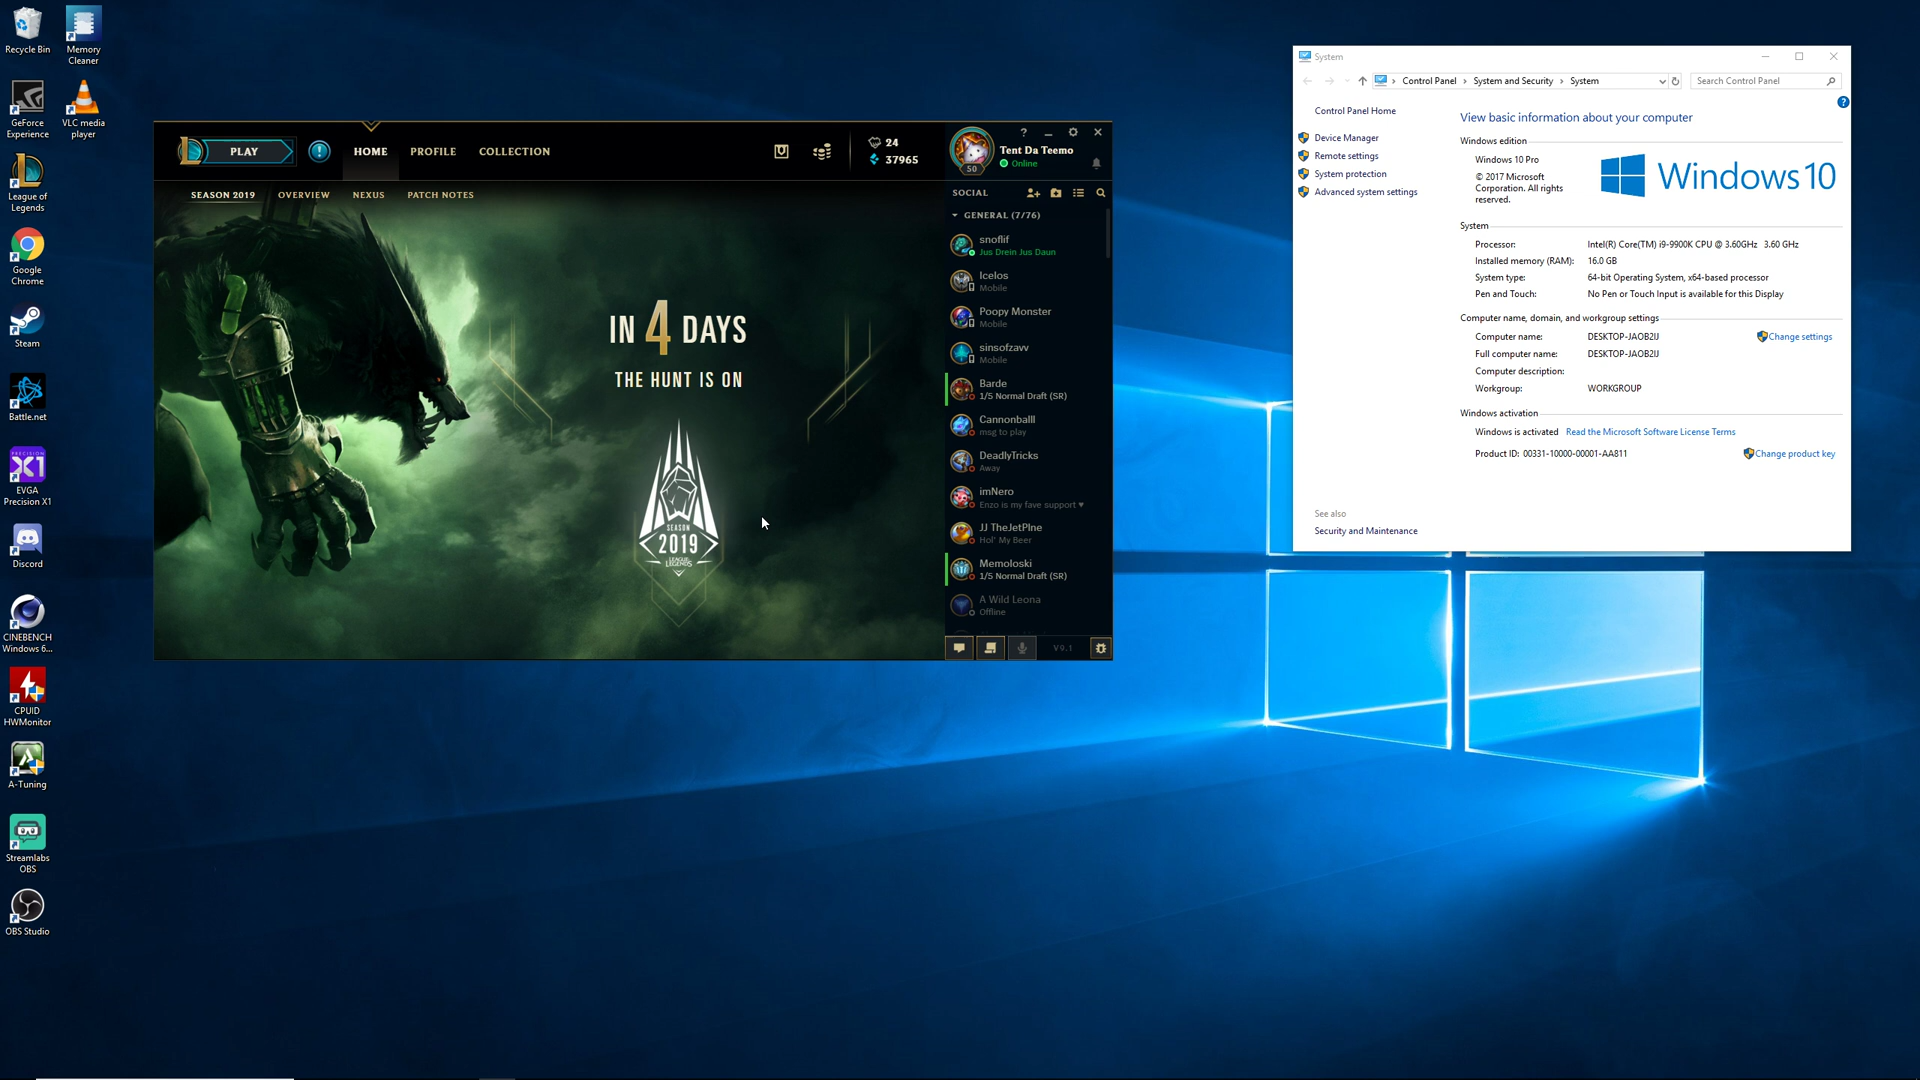 Recycle Bin
Memory
Cleaner
GeForce
Experience
VLC media
player
League of
Legends
Google
Chrome
Steam
Battle.net
PRECISION
X1
EVGA
Precision X1
Discord
CINEBENCH
Windows 6...
CPUID
HWMonitor
A-Tuning
Streamlabs
OBS
OBS Studio
PLAY
HOME
PROFILE
COLLECTION
24
37965
50
Tent Da Teemo
Online
SEASON 2019
OVERVIEW
NEXUS
PATCH NOTES
IN 4 DAYS
THE HUNT IS ON
SEASON
2019
LEAGUE OF
LEGENDS
SOCIAL
GENERAL (7/76)
snoflif
Jus Drein Jus Daun
Icelos
Mobile
Poopy Monster
Mobile
sinsofzavv
Mobile
Barde
1/5 Normal Draft (SR)
Cannonballl
msg to play
DeadlyTricks
Away
imNero
Enzo is my fave support ♥
JJ TheJetPlne
Hol' My Beer
Memoloski
1/5 Normal Draft (SR)
A Wild Leona
Offline
V9.1
System
Control Panel > System and Security > System
Search Control Panel
Control Panel Home
Device Manager
Remote settings
System protection
Advanced system settings
View basic information about your computer
Windows edition
Windows 10 Pro
© 2017 Microsoft
Corporation. All rights
reserved.
Windows 10
System
Processor: Intel(R) Core(TM) i9-9900K CPU @ 3.60GHz 3.60 GHz
Installed memory (RAM): 16.0 GB
System type: 64-bit Operating System, x64-based processor
Pen and Touch: No Pen or Touch Input is available for this Display
Computer name, domain, and workgroup settings
Computer name: DESKTOP-JAOB2IJ
Change settings
Full computer name: DESKTOP-JAOB2IJ
Computer description:
Workgroup: WORKGROUP
Windows activation
Windows is activated Read the Microsoft Software License Terms
Product ID: 00331-10000-00001-AA811
Change product key
See also
Security and Maintenance